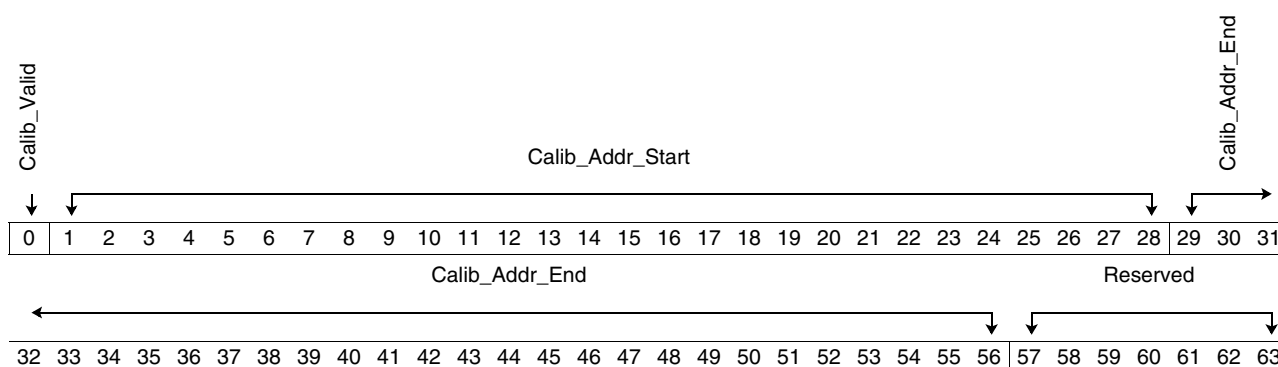 Calib_Valid
Calib_Addr_Start
Calib_Addr_End
0 1 2 3 4 5 6 7 8 9 10 11 12 13 14 15 16 17 18 19 20 21 22 23 24 25 26 27 28 29 30 31
Calib_Addr_End Reserved
32 33 34 35 36 37 38 39 40 41 42 43 44 45 46 47 48 49 50 51 52 53 54 55 56 57 58 59 60 61 62 63